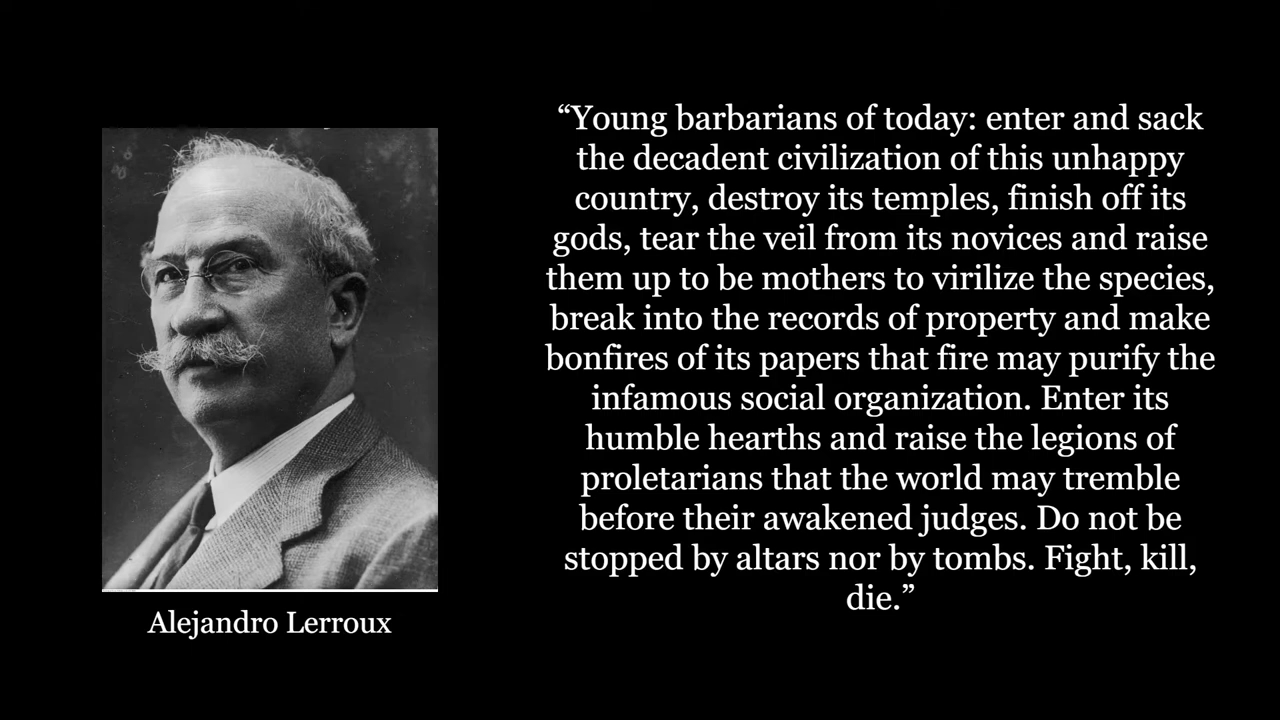 “Young barbarians of today: enter and sack
the decadent civilization of this unhappy
country, destroy its temples, finish off its
gods, tear the veil from its novices and raise
them up to be mothers to virilize the species,
break into the records of property and make
bonfires of its papers that fire may purify the
infamous social organization. Enter its
humble hearths and raise the legions of
proletarians that the world may tremble
before their awakened judges. Do not be
stopped by altars nor by tombs. Fight, kill,
die.”
Alejandro Lerroux